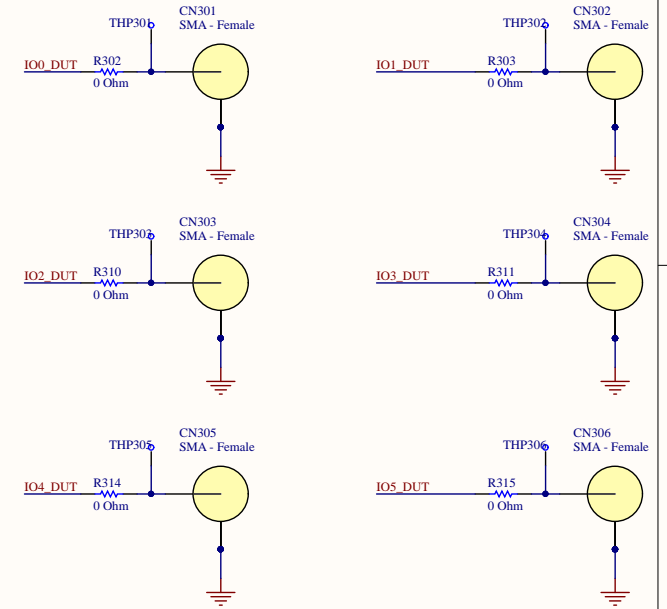 CN301
THP301 SMA - Female
IO0_DUT R302
0 Ohm
CN302
THP302 SMA - Female
IO1_DUT R303
0 Ohm
CN303
THP303 SMA - Female
IO2_DUT R310
0 Ohm
CN304
THP304 SMA - Female
IO3_DUT R311
0 Ohm
CN305
THP305 SMA - Female
IO4_DUT R314
0 Ohm
CN306
THP306 SMA - Female
IO5_DUT R315
0 Ohm